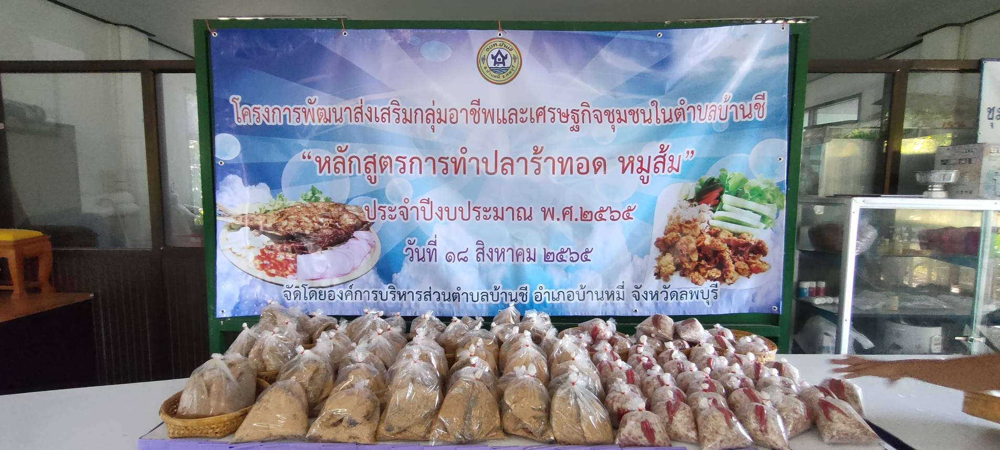 อบต.บ้านชี
อ.บ้านหมี่ จ.ลพบุรี
โครงการพัฒนาส่งเสริมกลุ่มอาชีพและเศรษฐกิจชุมชนในตำบลบ้านชี
“หลักสูตรการทำปลาร้าทอด หมูส้ม”
ประจำปีงบประมาณ พ.ศ.๒๕๖๕
วันที่ ๑๘ สิงหาคม ๒๕๖๕
จัดโดยองค์การบริหารส่วนตำบลบ้านชี อำเภอบ้านหมี่ จังหวัดลพบุรี